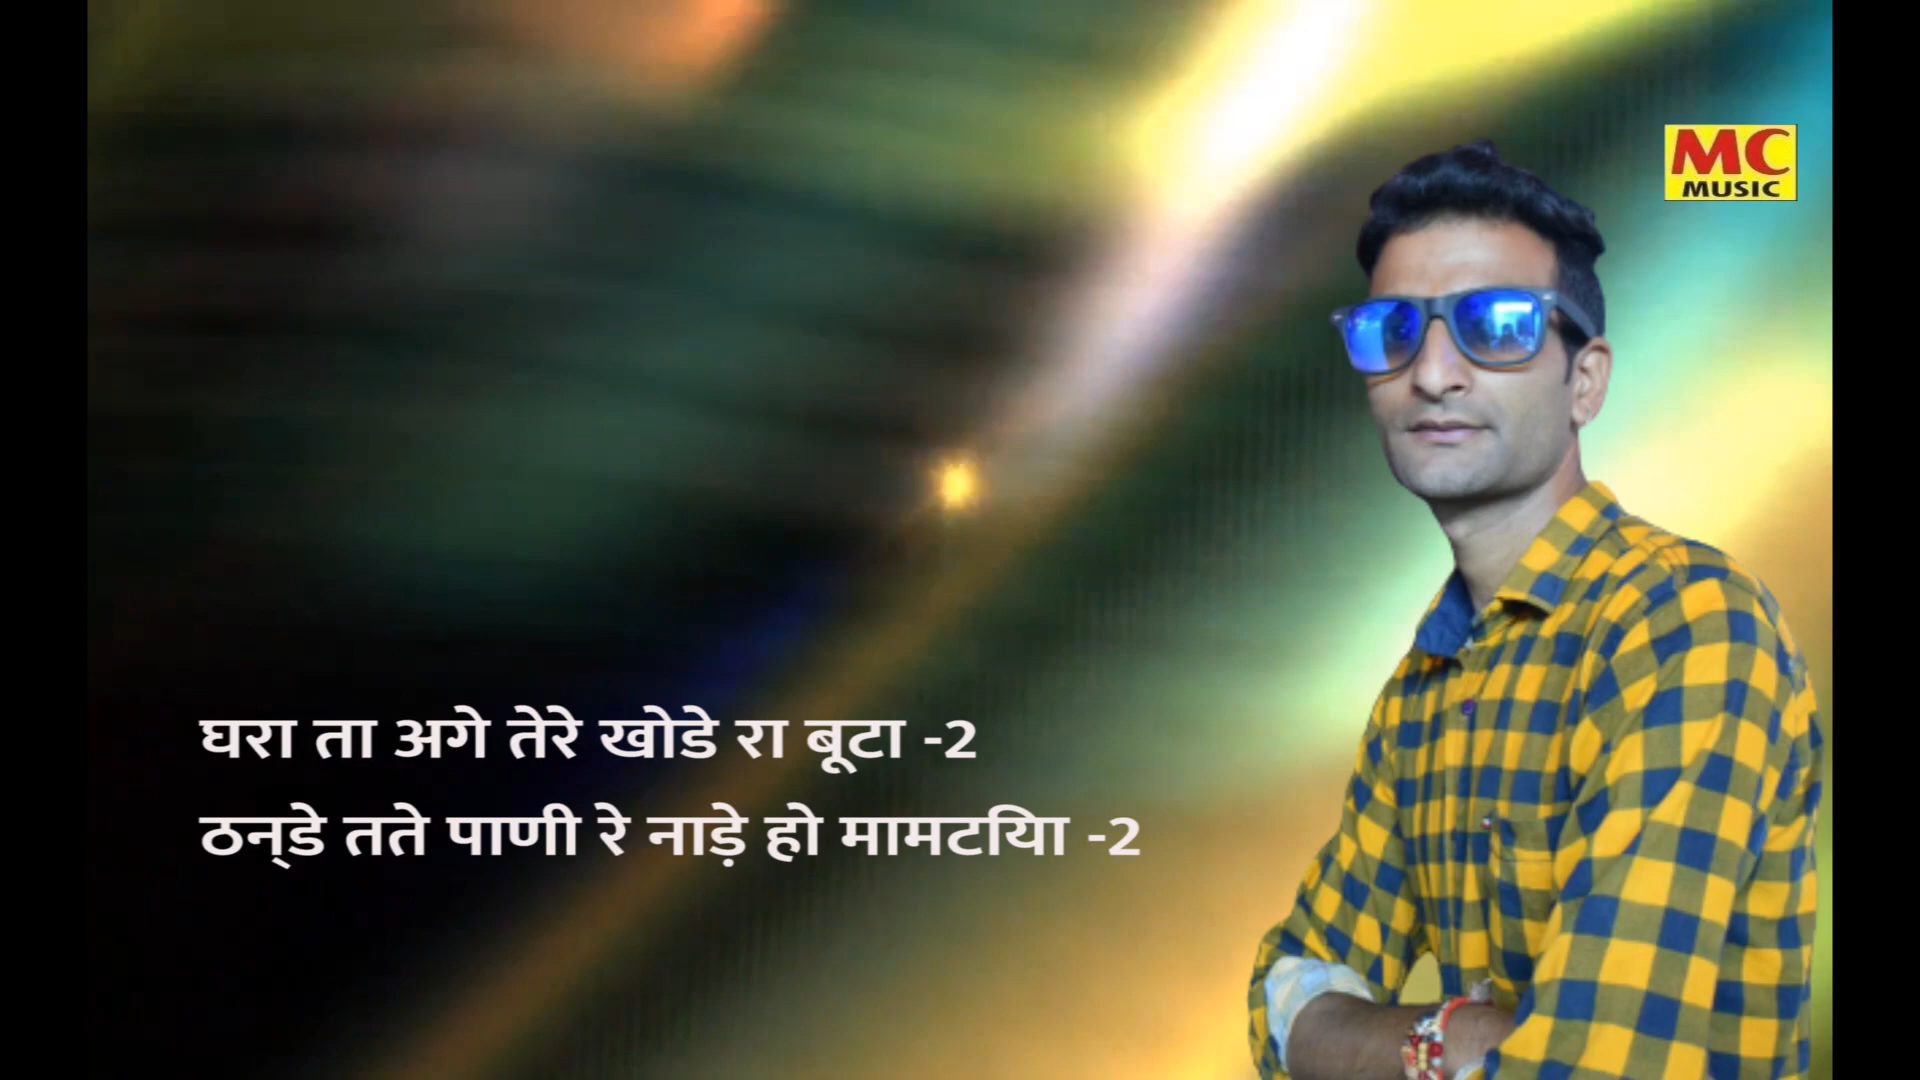 MC
MUSIC
घरा ता अगे तेरे खोडे रा बूटा -2
ठन्‌डे तते पाणी रे नाड़े हो मामटयिा -2